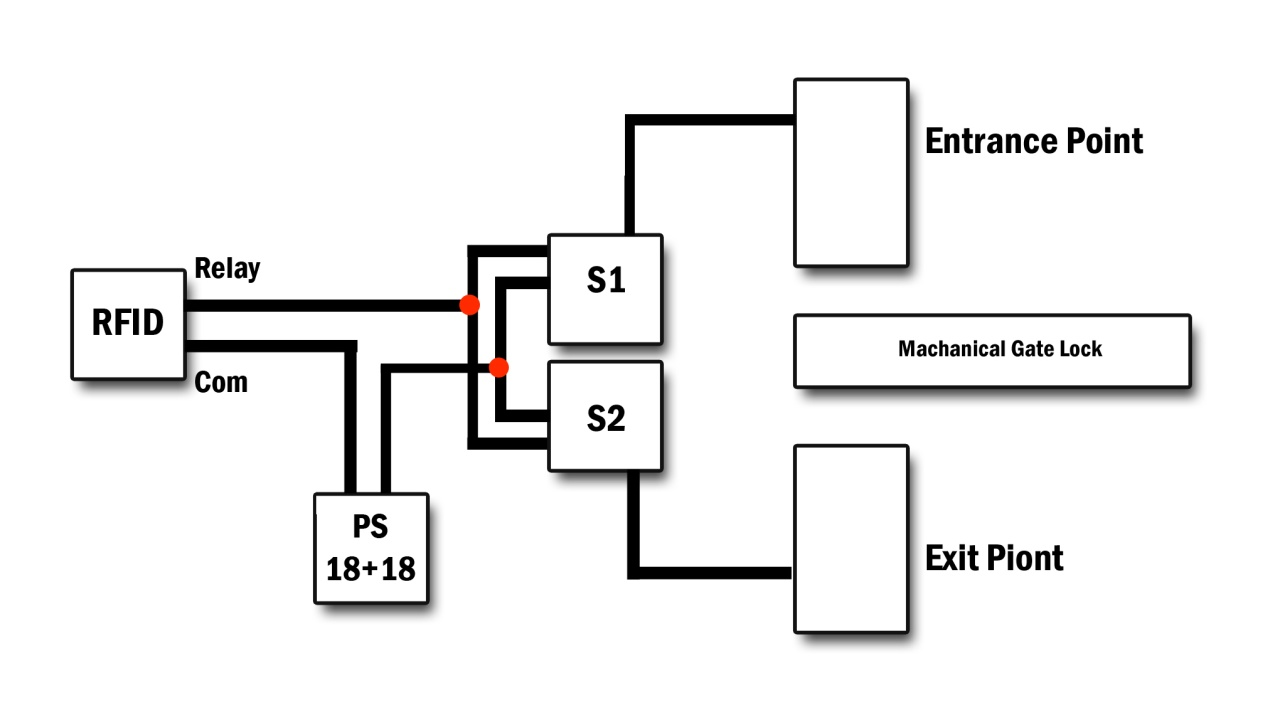 Entrance Point
Relay
RFID
S1
Machanical Gate Lock
Com
S2
PS
18+18
Exit Piont